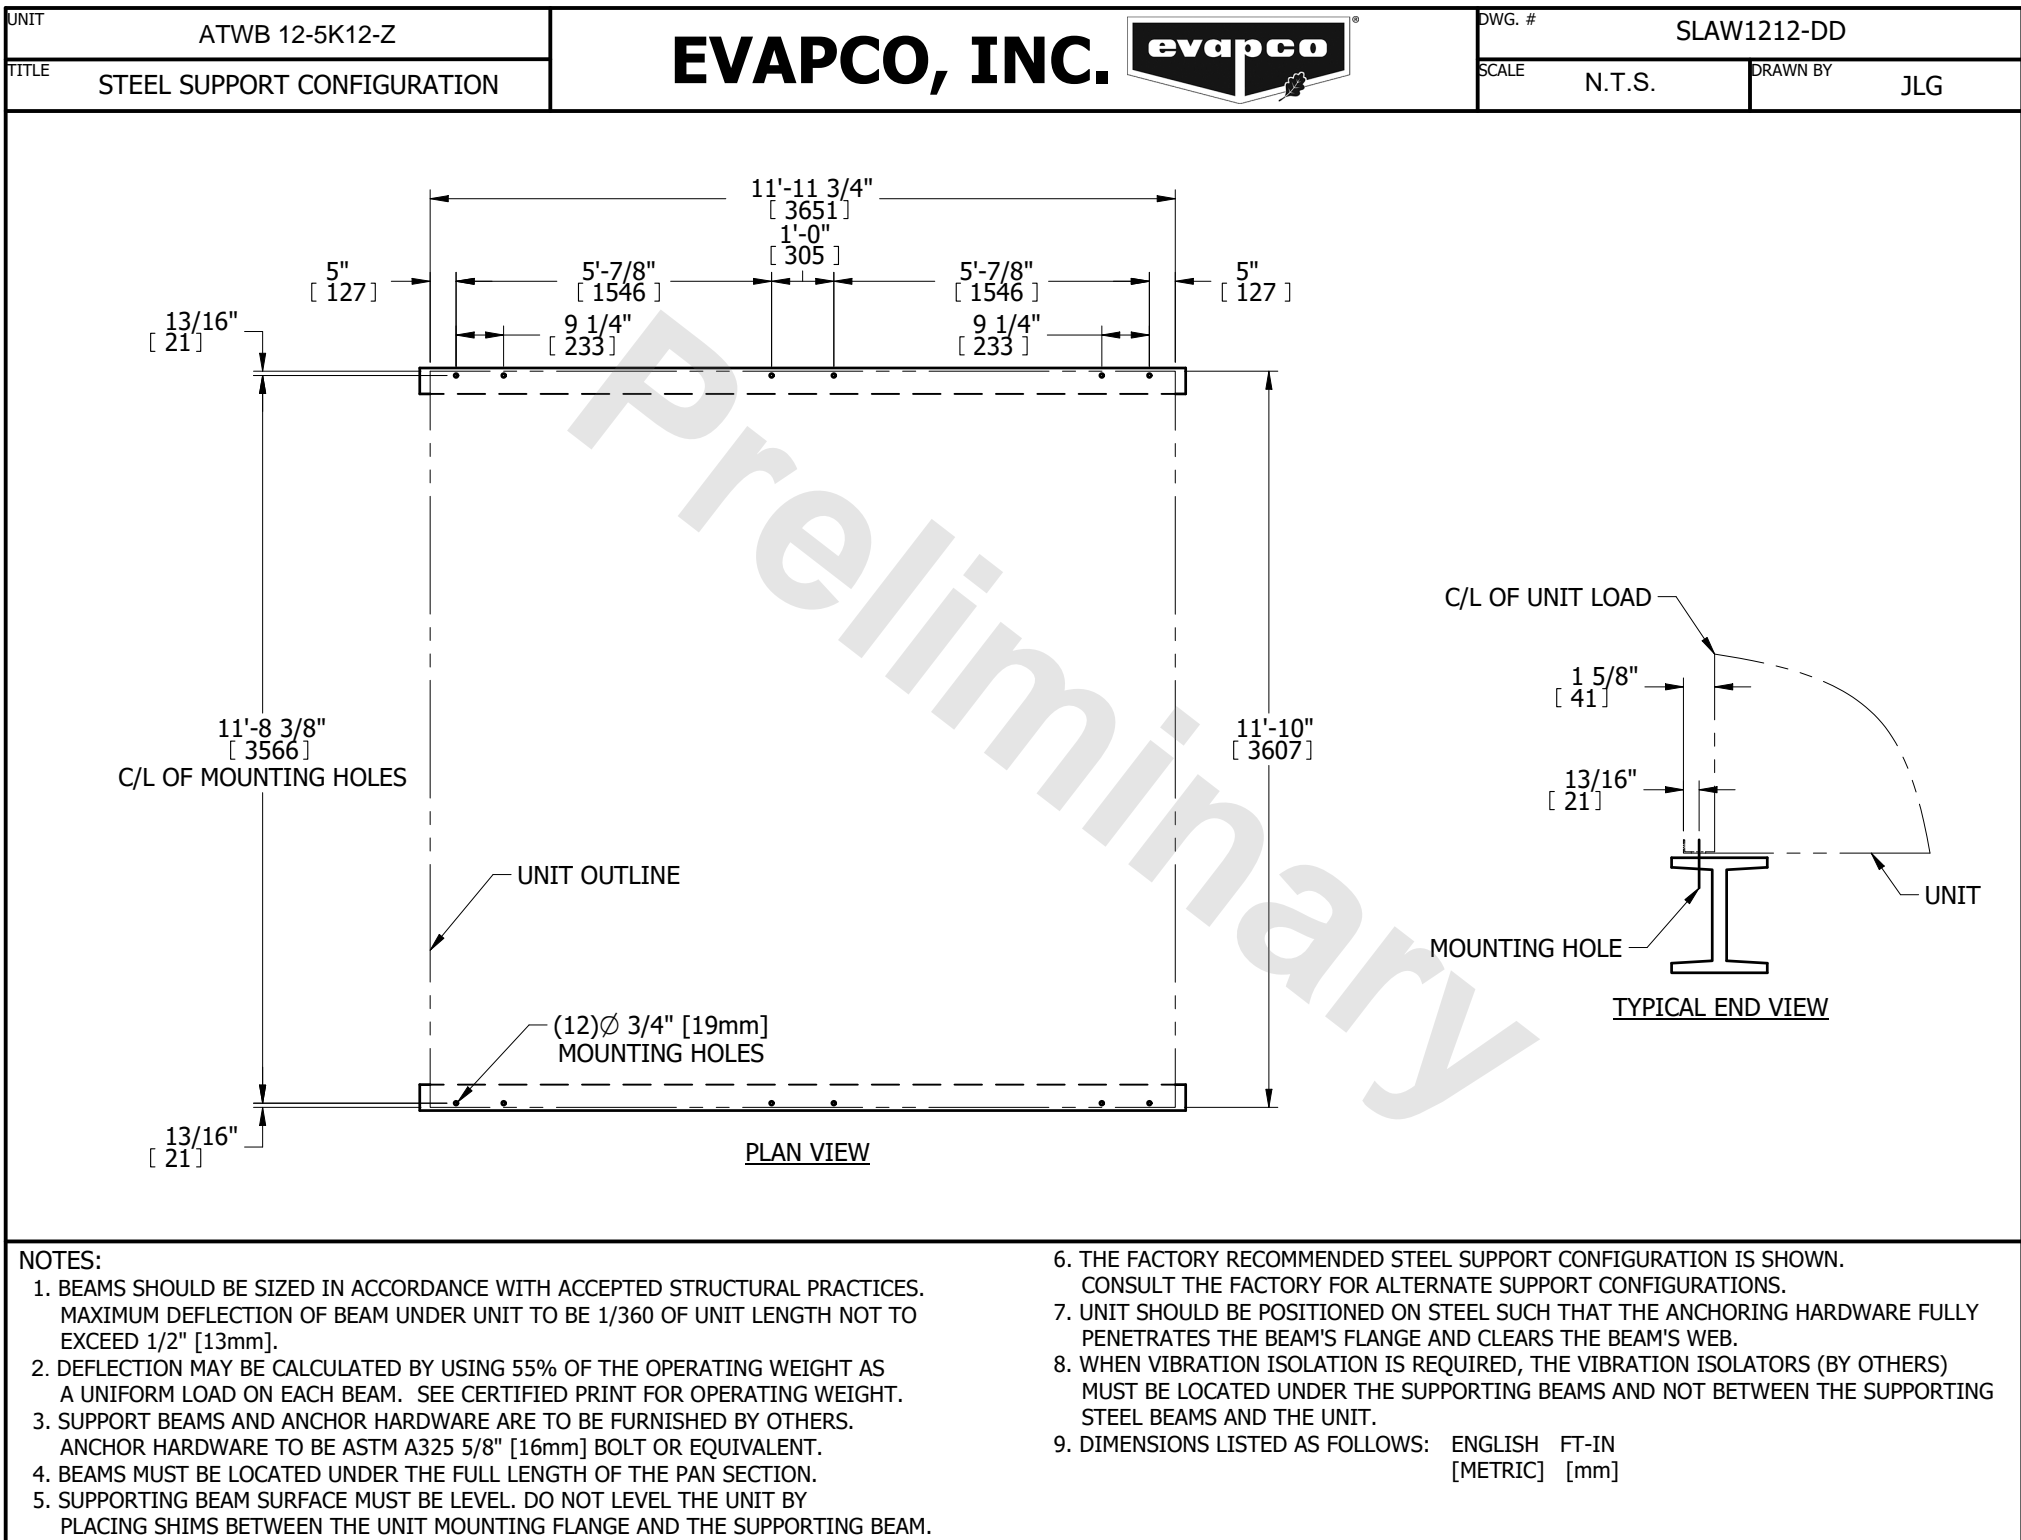 UNIT
ATWB 12-5K12-Z
TITLE
STEEL SUPPORT CONFIGURATION
EVAPCO, INC.
evapco ®
DWG. #
SLAW1212-DD
SCALE
N.T.S.
DRAWN BY
JLG
11'-11 3/4"
[ 3651]
1'-0"
[ 305 ]
5"
[ 127]
5'-7/8"
[ 1546 ]
5'-7/8"
[ 1546 ]
5"
[ 127 ]
13/16"
[ 21]
9 1/4"
[ 233]
9 1/4"
[ 233 ]
Preliminary
C/L OF UNIT LOAD
1 5/8"
[ 41]
11'-8 3/8"
[ 3566]
C/L OF MOUNTING HOLES
11'-10"
[ 3607]
13/16"
[ 21]
UNIT OUTLINE
UNIT
MOUNTING HOLE
TYPICAL END VIEW
(12)∅ 3/4" [19mm]
MOUNTING HOLES
13/16"
[ 21]
PLAN VIEW
NOTES:
1. BEAMS SHOULD BE SIZED IN ACCORDANCE WITH ACCEPTED STRUCTURAL PRACTICES.
MAXIMUM DEFLECTION OF BEAM UNDER UNIT TO BE 1/360 OF UNIT LENGTH NOT TO
EXCEED 1/2" [13mm].
2. DEFLECTION MAY BE CALCULATED BY USING 55% OF THE OPERATING WEIGHT AS
A UNIFORM LOAD ON EACH BEAM. SEE CERTIFIED PRINT FOR OPERATING WEIGHT.
3. SUPPORT BEAMS AND ANCHOR HARDWARE ARE TO BE FURNISHED BY OTHERS.
ANCHOR HARDWARE TO BE ASTM A325 5/8" [16mm] BOLT OR EQUIVALENT.
4. BEAMS MUST BE LOCATED UNDER THE FULL LENGTH OF THE PAN SECTION.
5. SUPPORTING BEAM SURFACE MUST BE LEVEL. DO NOT LEVEL THE UNIT BY
PLACING SHIMS BETWEEN THE UNIT MOUNTING FLANGE AND THE SUPPORTING BEAM.
6. THE FACTORY RECOMMENDED STEEL SUPPORT CONFIGURATION IS SHOWN.
CONSULT THE FACTORY FOR ALTERNATE SUPPORT CONFIGURATIONS.
7. UNIT SHOULD BE POSITIONED ON STEEL SUCH THAT THE ANCHORING HARDWARE FULLY
PENETRATES THE BEAM'S FLANGE AND CLEARS THE BEAM'S WEB.
8. WHEN VIBRATION ISOLATION IS REQUIRED, THE VIBRATION ISOLATORS (BY OTHERS)
MUST BE LOCATED UNDER THE SUPPORTING BEAMS AND NOT BETWEEN THE SUPPORTING
STEEL BEAMS AND THE UNIT.
9. DIMENSIONS LISTED AS FOLLOWS: ENGLISH FT-IN
[METRIC] [mm]